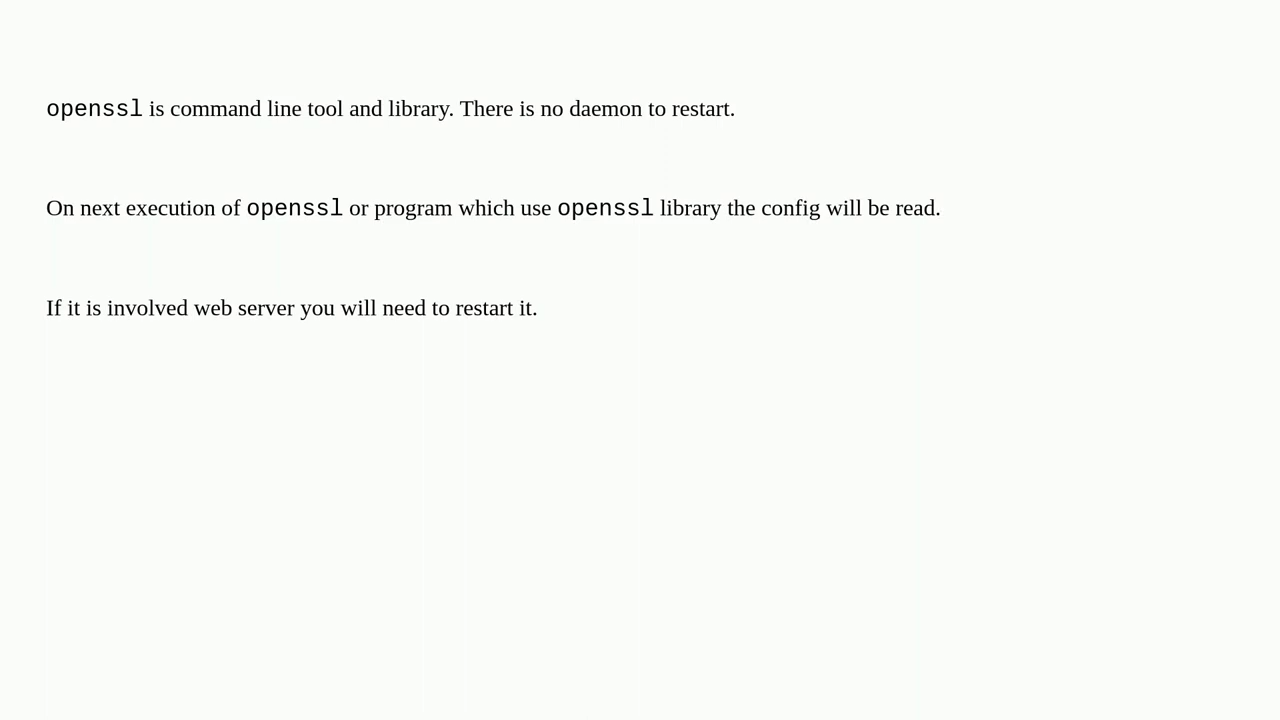 openssl is command line tool and library. There is no daemon to restart.
On next execution of openssl or program which use openssl library the config will be read.
If it is involved web server you will need to restart it.